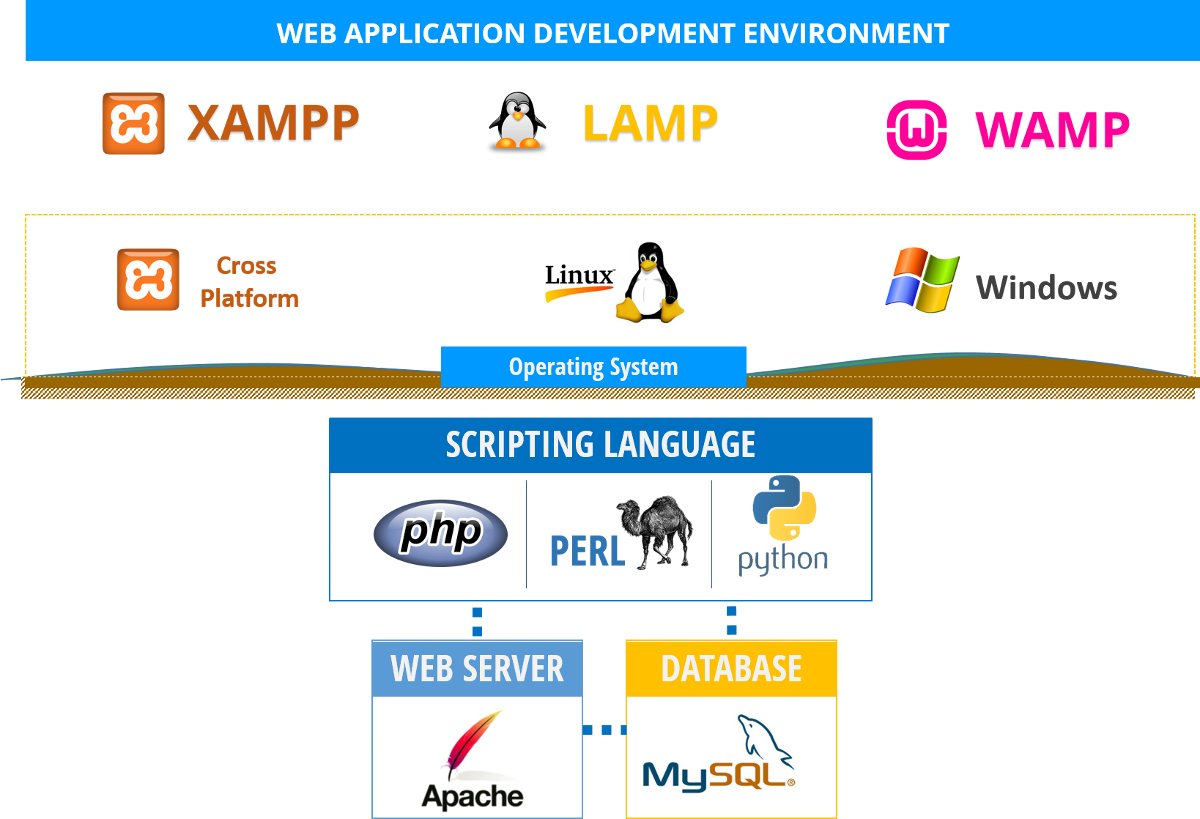 WEB APPLICATION DEVELOPMENT ENVIRONMENT
XAMPP
LAMP
W
WAMP
Cross
Platform
Linux
Windows
Operating System
SCRIPTING LANGUAGE
php
PERL
python
WEB SERVER
DATABASE
Apache
MySQL®